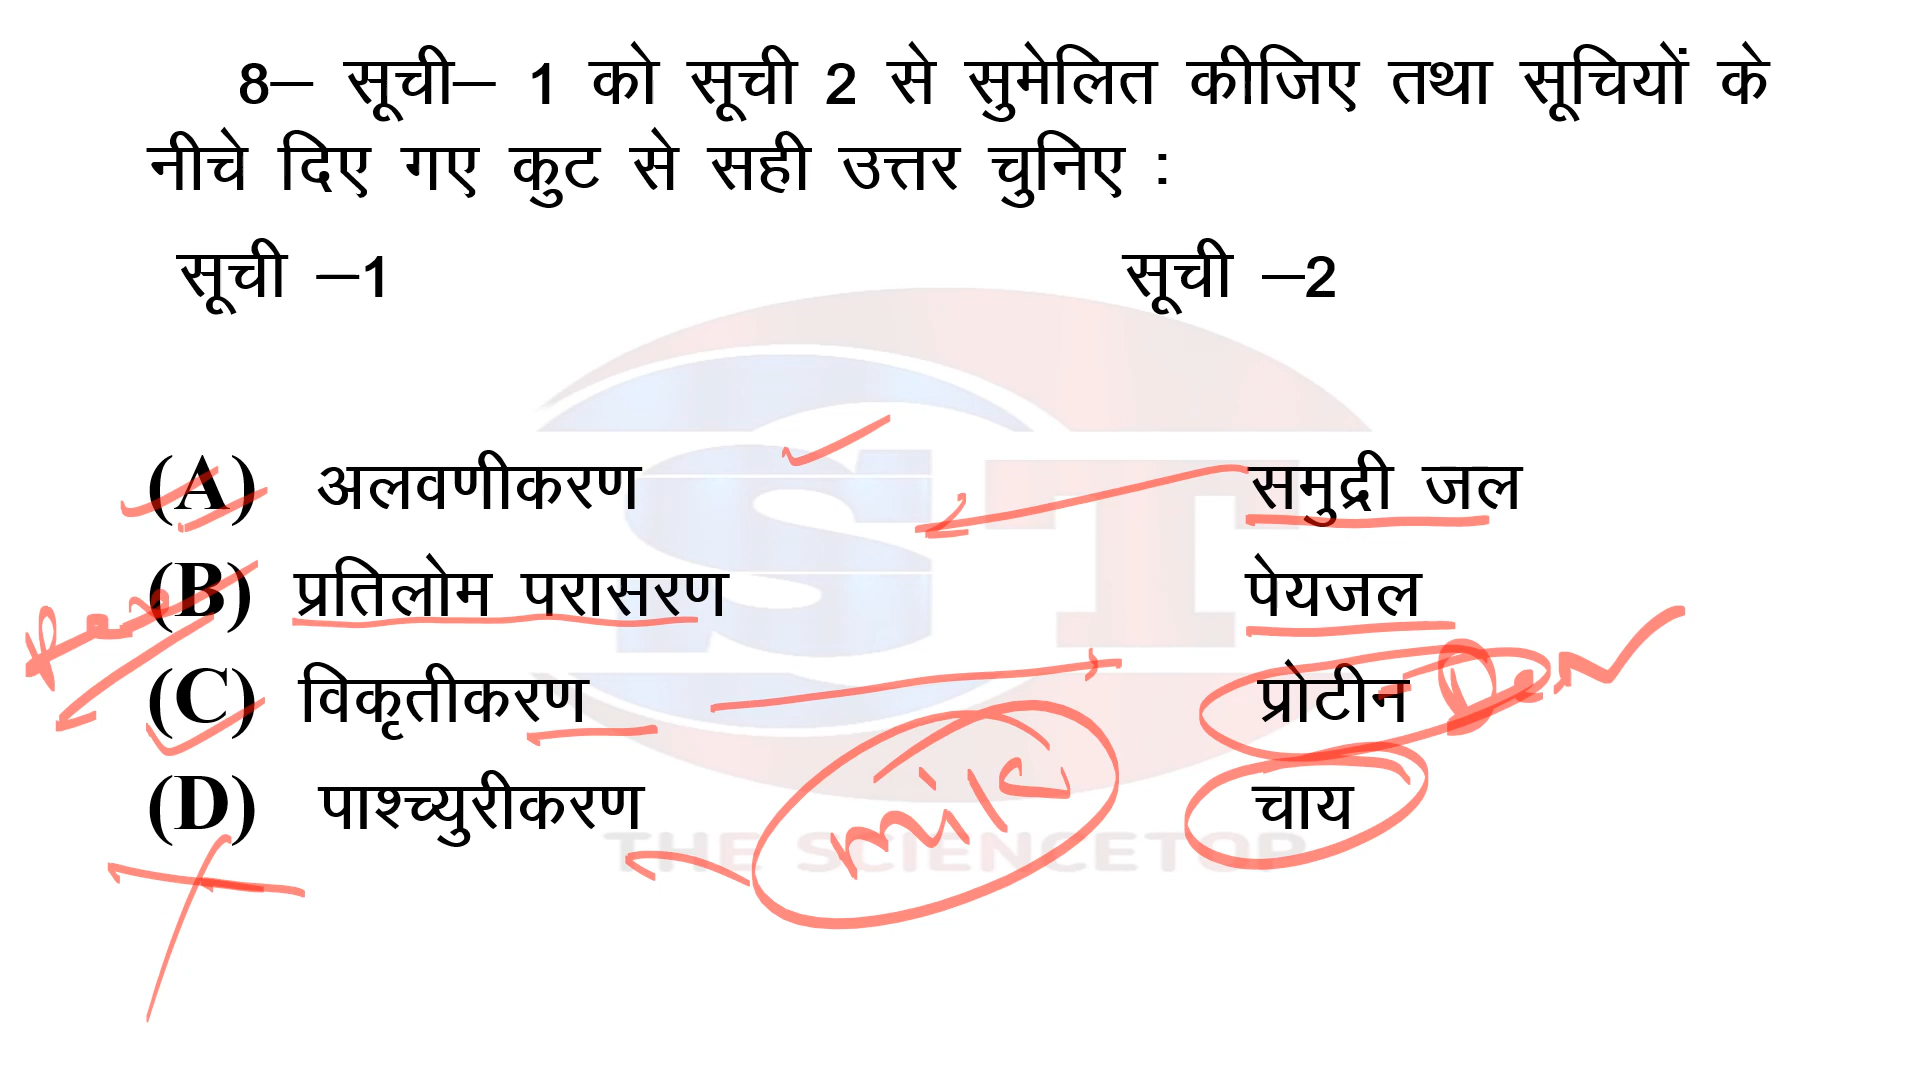 8– सूची– 1 को सूची 2 से सुमेलित कीजिए तथा सूचियों के
नीचे दिए गए कुट से सही उत्तर चुनिए :
सूची –1 सूची –2
(A) अलवणीकरण समुद्री जल
(B) प्रतिलोम परासरण पेयजल
(C) विकृतीकरण प्रोटीन
(D) पाश्च्युरीकरण चाय
THE SCIENCETOP